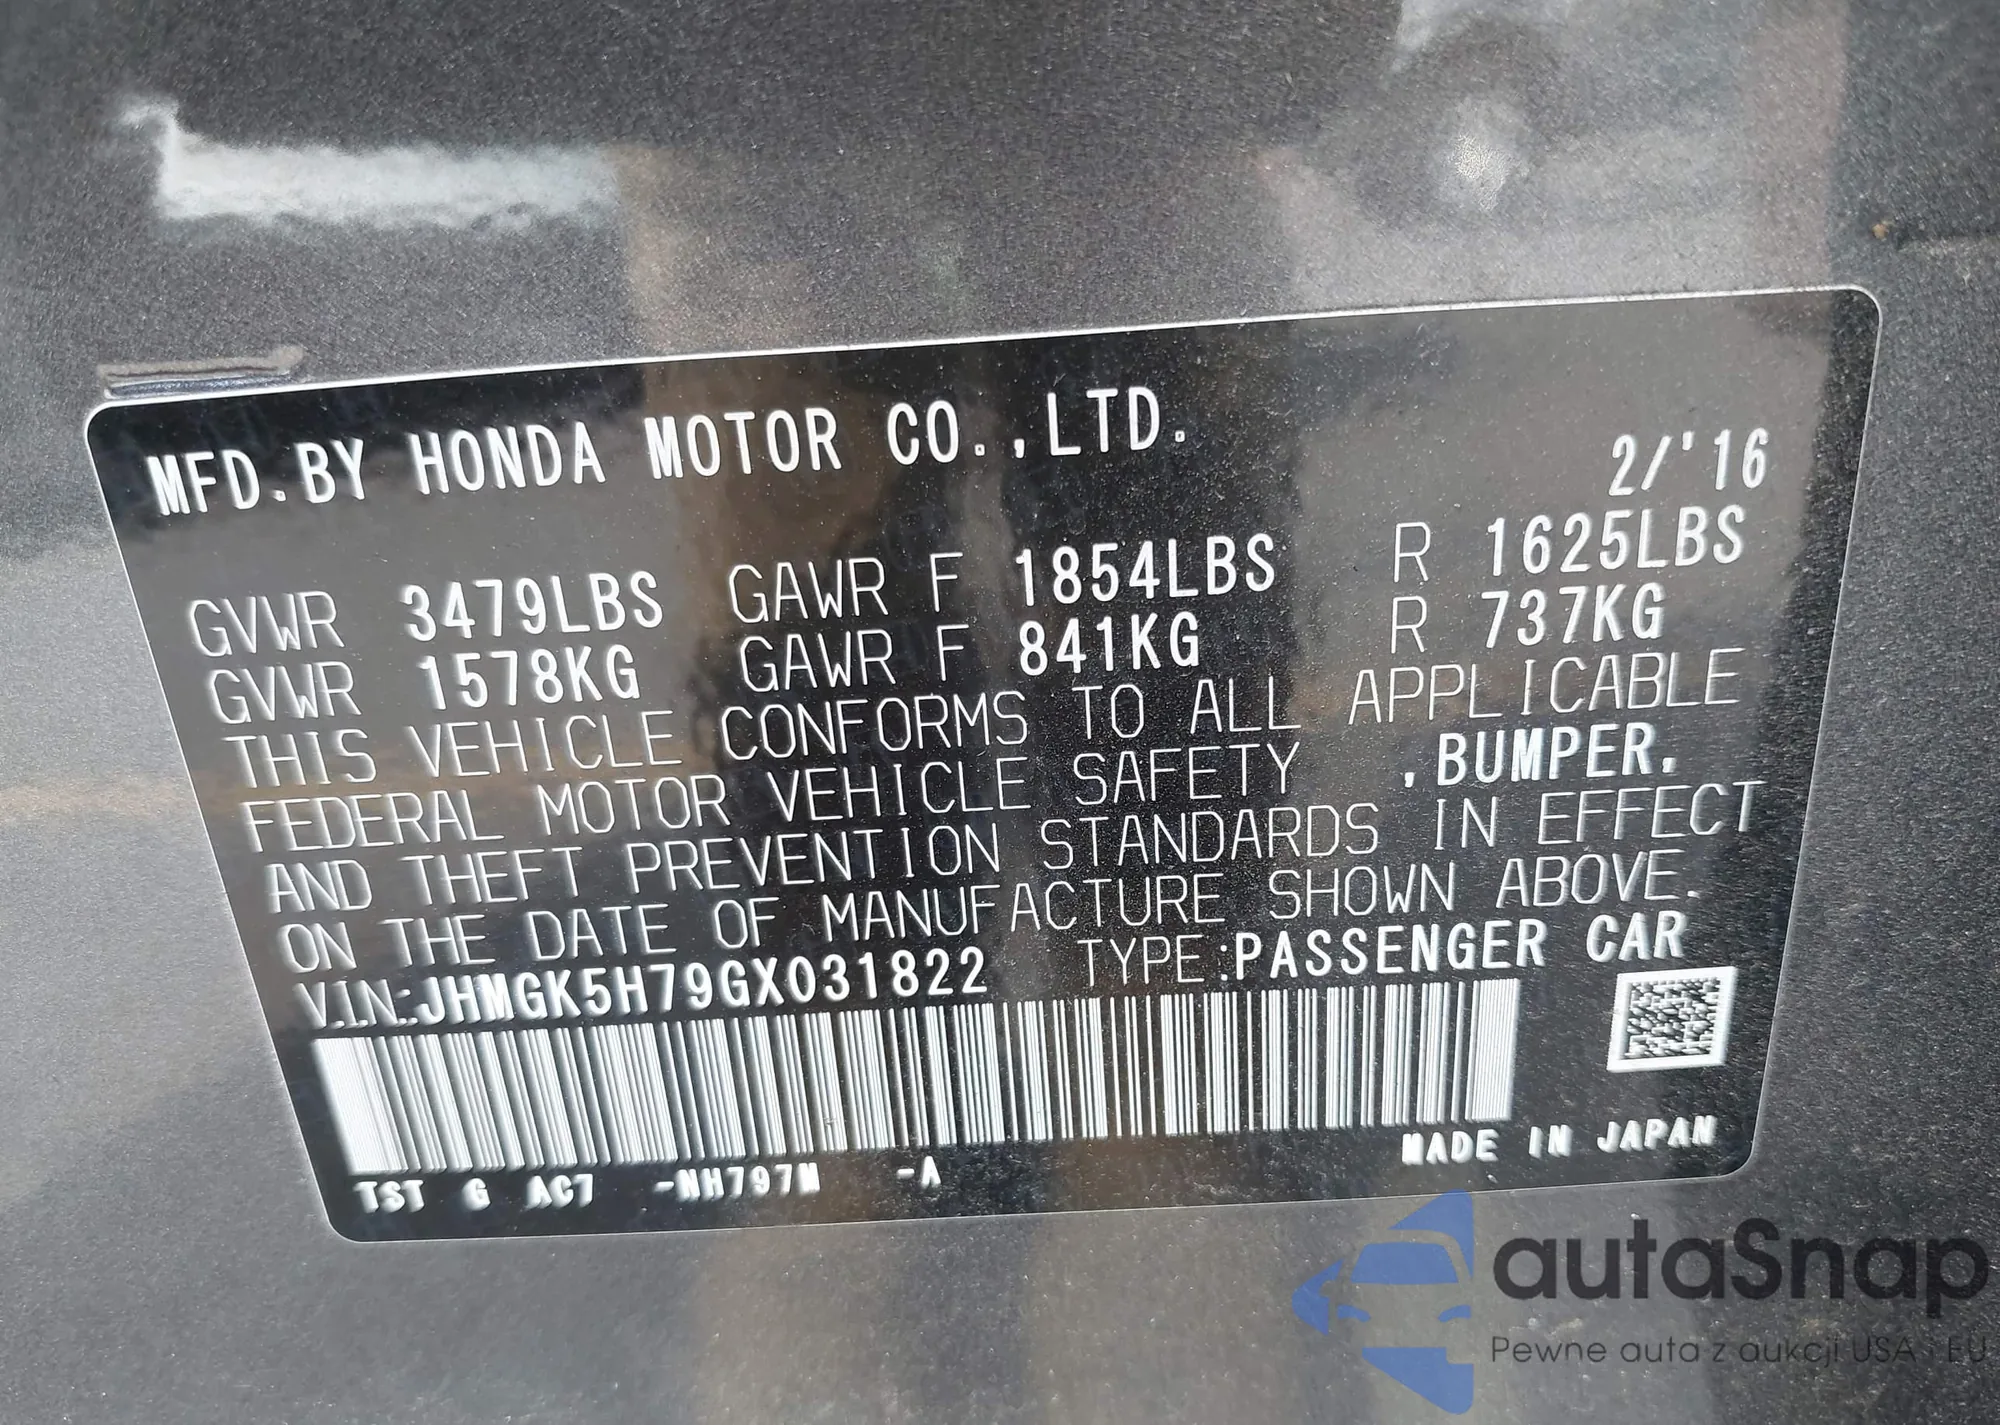 MFD.BY HONDA MOTOR CO.,LTD.
2/'16
GVWR 3479LBS GAWR F 1854LBS R 1625LBS
GVWR 1578KG GAWR F 841KG R 737KG
THIS VEHICLE CONFORMS TO ALL APPLICABLE
FEDERAL MOTOR VEHICLE SAFETY ,BUMPER,
AND THEFT PREVENTION STANDARDS IN EFFECT
ON THE DATE OF MANUFACTURE SHOWN ABOVE.
V.I.N.:JHMGK5H79GX031822 TYPE:PASSENGER CAR
TST G AC7 -NH797M -A
MADE IN JAPAN
autaSnap
Pewne auta z aukcji USA i EU